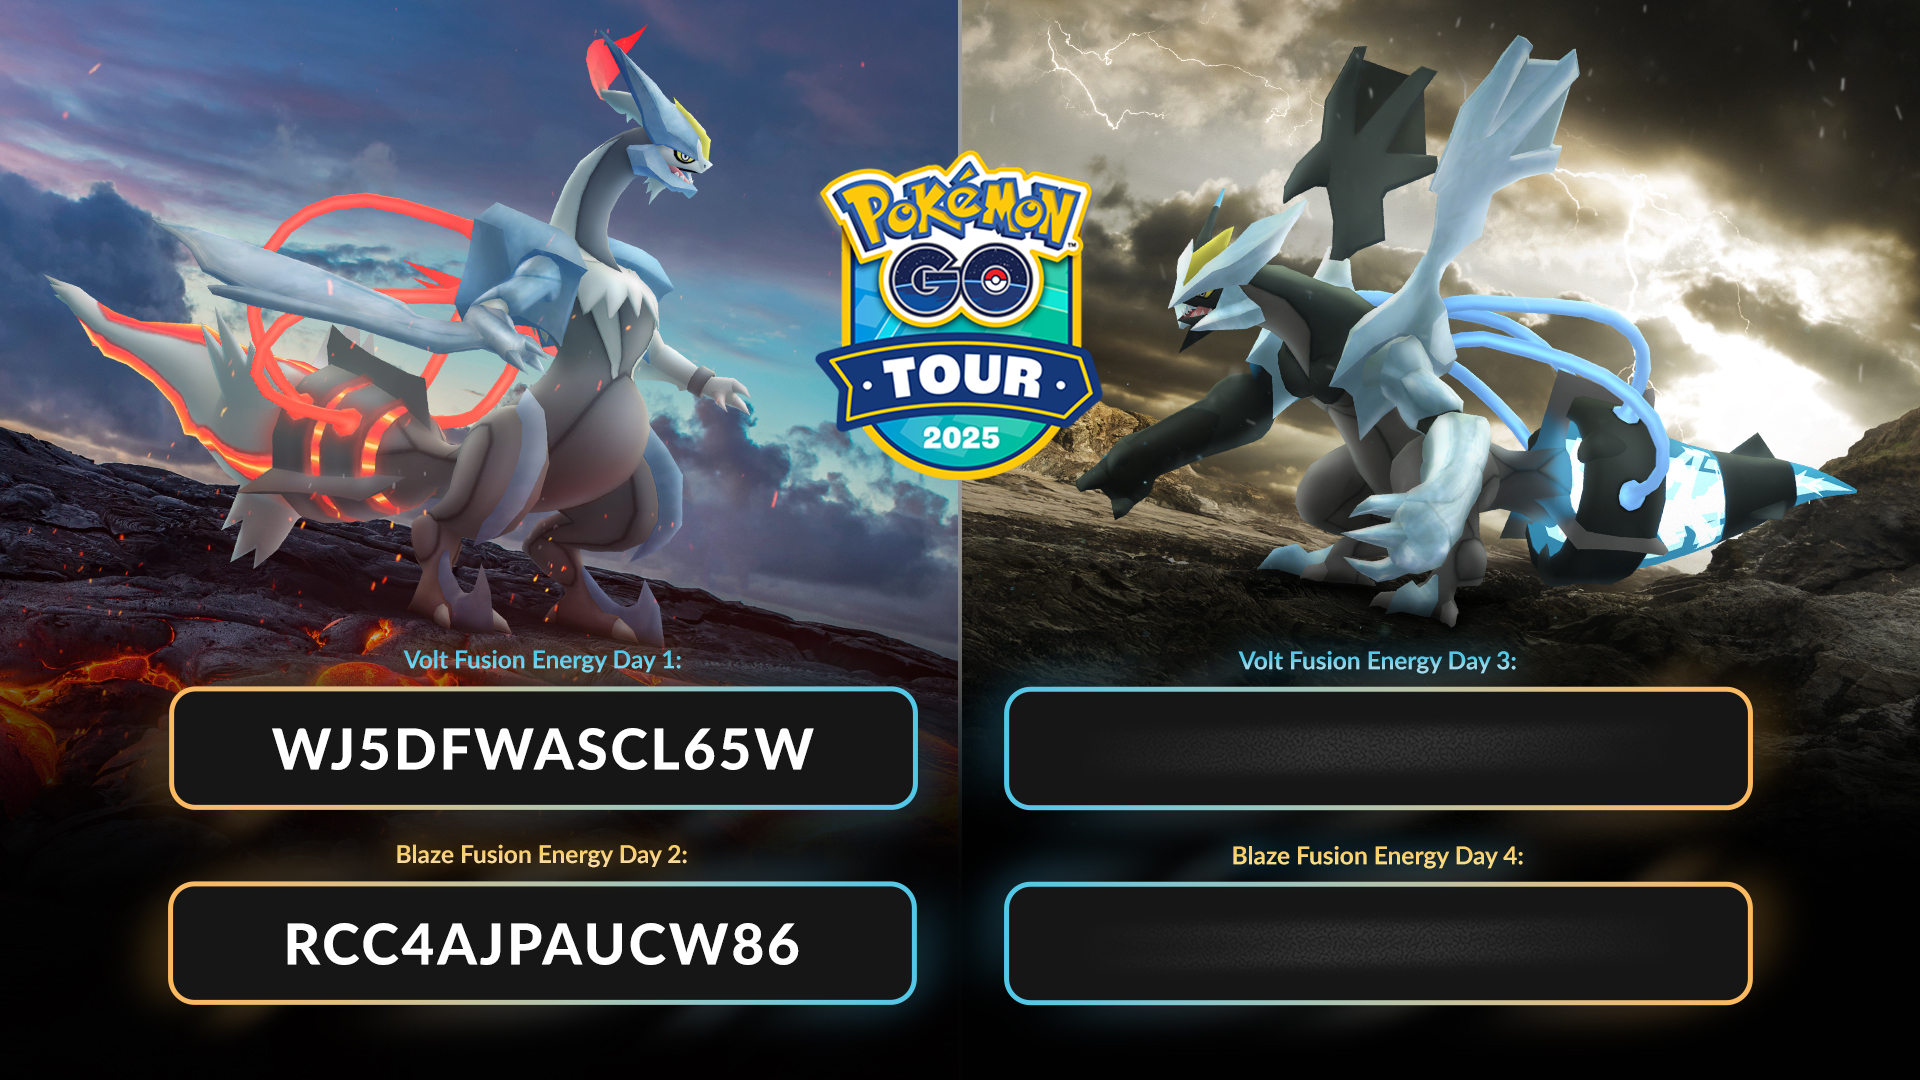 POKéMON
GO
TOUR
2025
Volt Fusion Energy Day 1:
WJ5DFWASCL65W
Blaze Fusion Energy Day 2:
RCC4AJPAUCW86
Volt Fusion Energy Day 3:
Blaze Fusion Energy Day 4: